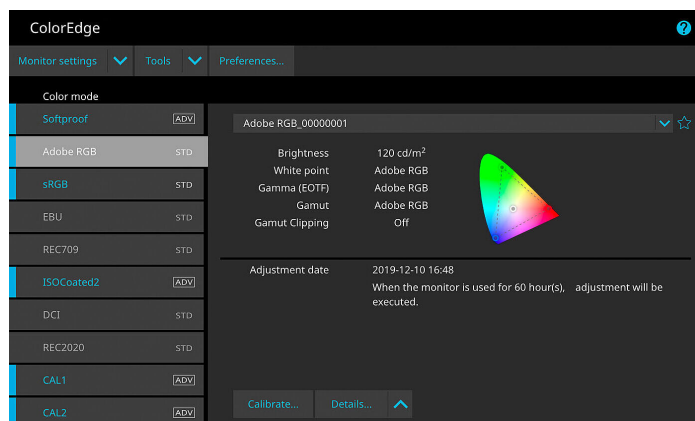 ColorEdge
?
Monitor settings Tools Preferences...
Color mode
Softproof ADV
Adobe RGB STD
sRGB STD
EBU STD
REC709 STD
ISOCoated2 ADV
DCI STD
REC2020 STD
CAL1 ADV
CAL2 ADV
Adobe RGB_00000001
Brightness 120 cd/m²
White point Adobe RGB
Gamma (EOTF) Adobe RGB
Gamut Adobe RGB
Gamut Clipping Off
Adjustment date 2019-12-10 16:48
When the monitor is used for 60 hour(s), adjustment will be
executed.
Calibrate... Details...